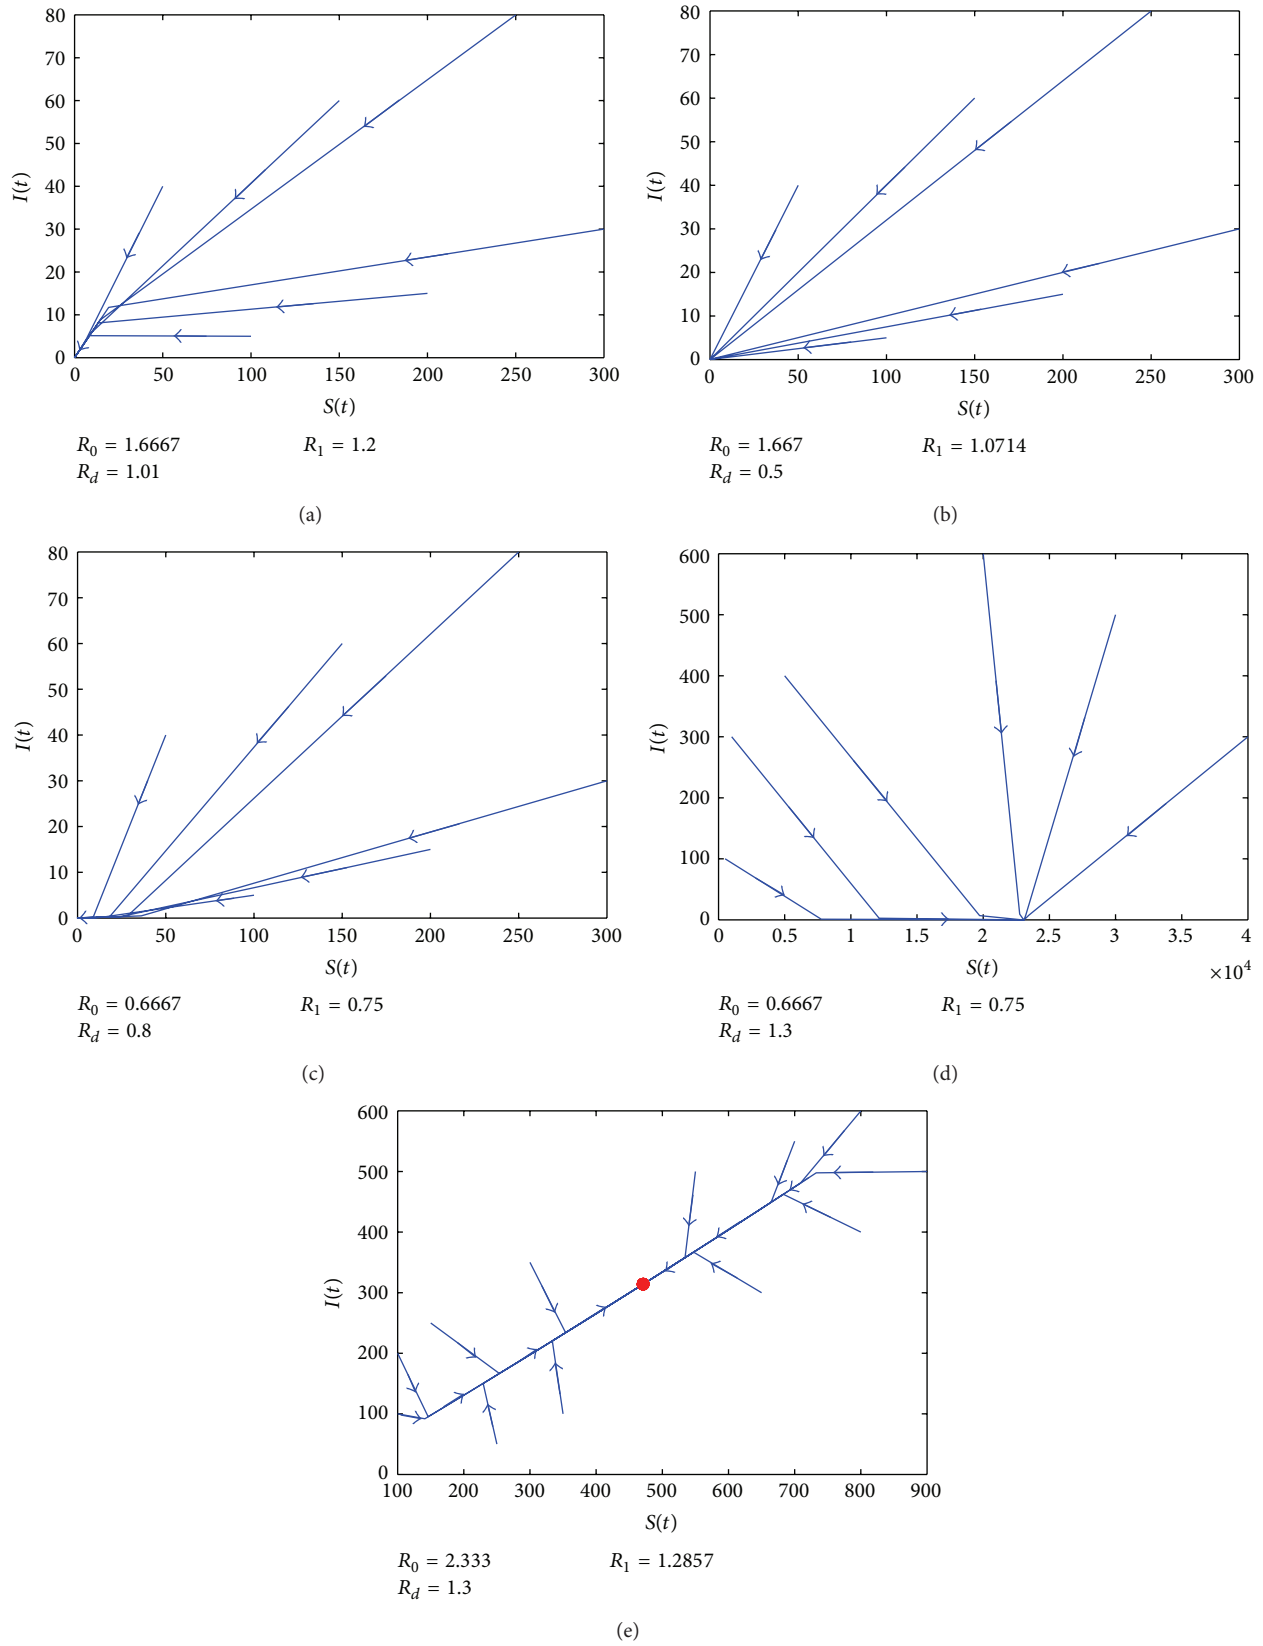 80
70
60
50
40
30
20
10
0
I(t)
0 50 100 150 200 250 300
S(t)
R0 = 1.6667 R1 = 1.2
Rd = 1.01
(a)
80
70
60
50
40
30
20
10
0
I(t)
0 50 100 150 200 250 300
S(t)
R0 = 1.667 R1 = 1.0714
Rd = 0.5
(b)
80
70
60
50
40
30
20
10
0
I(t)
0 50 100 150 200 250 300
S(t)
R0 = 0.6667 R1 = 0.75
Rd = 0.8
(c)
600
500
400
300
200
100
0
I(t)
0 0.5 1 1.5 2 2.5 3 3.5 4
S(t) ×10^4
R0 = 0.6667 R1 = 0.75
Rd = 1.3
(d)
600
500
400
300
200
100
0
I(t)
100 200 300 400 500 600 700 800 900
S(t)
R0 = 2.333 R1 = 1.2857
Rd = 1.3
(e)